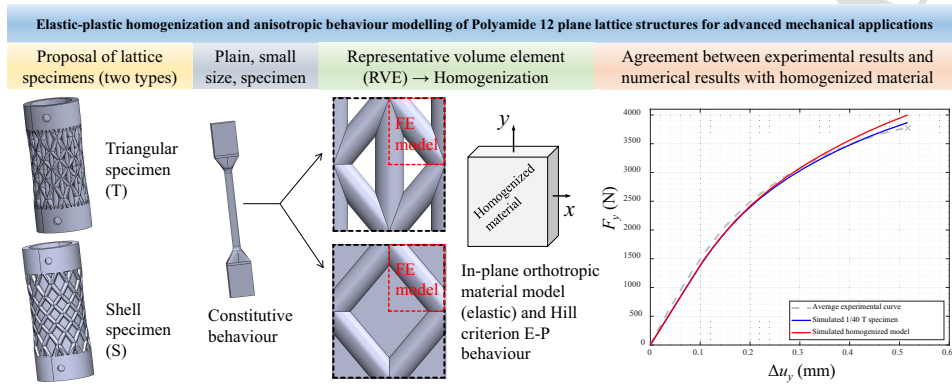 Elastic-plastic homogenization and anisotropic behaviour modelling of Polyamide 12 plane lattice structures for advanced mechanical applications
Proposal of lattice
specimens (two types)
Plain, small
size, specimen
Representative volume element
(RVE) → Homogenization
Agreement between experimental results and
numerical results with homogenized material
Triangular
specimen
(T)
Shell
specimen
(S)
Constitutive
behaviour
FE
model
FE
model
y
x
Homogenized
material
In-plane orthotropic
material model
(elastic) and Hill
criterion E-P
behaviour
F_y (N)
4000
3500
3000
2500
2000
1500
1000
500
0
0
0.1
0.2
0.3
0.4
0.5
0.6
Δu_y (mm)
Average experimental curve
Simulated 1/40 T specimen
Simulated homogenized model